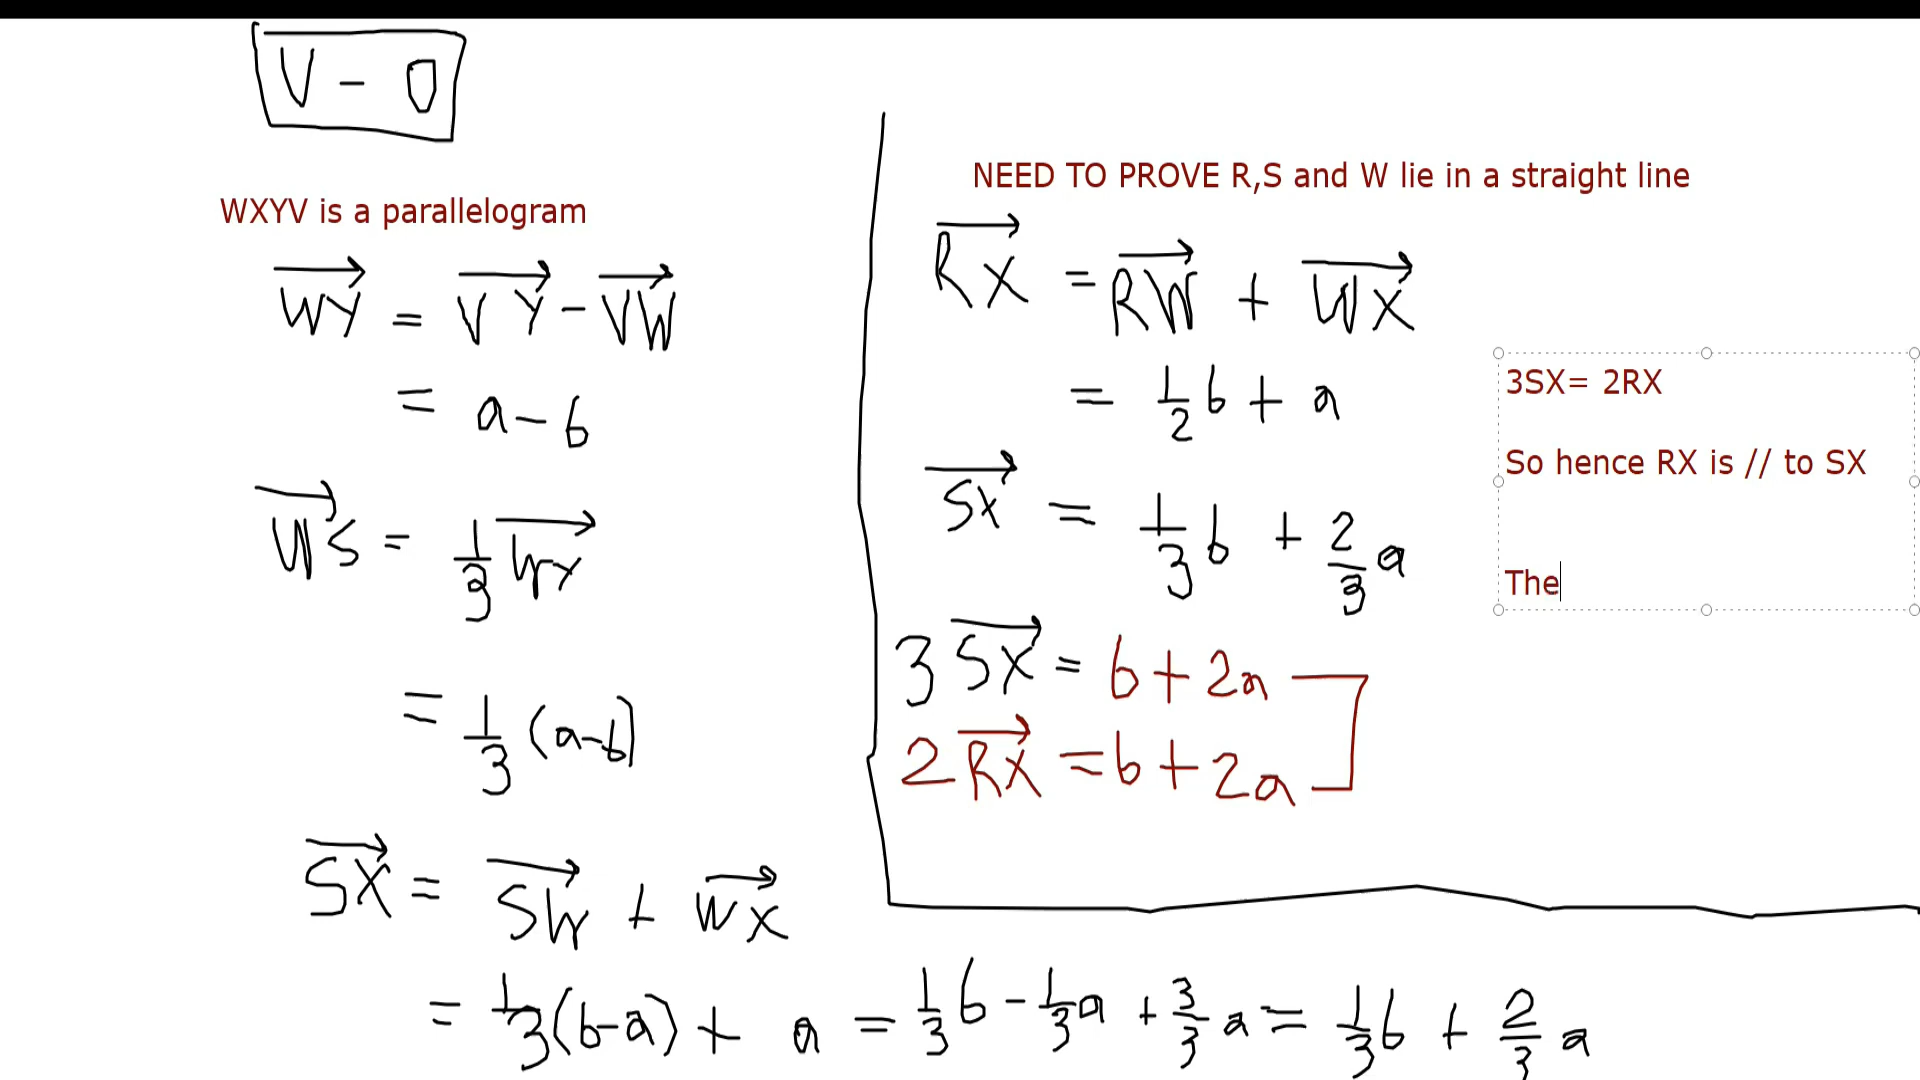 V - O
WXYV is a parallelogram
WY = VY - VW
= a - b
WS = 1/3 WX
= 1/3 (a-b)
SX = SW + WX
= 1/3 (b-a) + a = 1/3 b - 1/3 a + 3/3 a = 1/3 b + 2/3 a
NEED TO PROVE R,S and W lie in a straight line
RX = RW + WX
= 1/2 b + a
SX = 1/3 b + 2/3 a
3 SX = b + 2a
2 RX = b + 2a
3SX= 2RX
So hence RX is // to SX
The